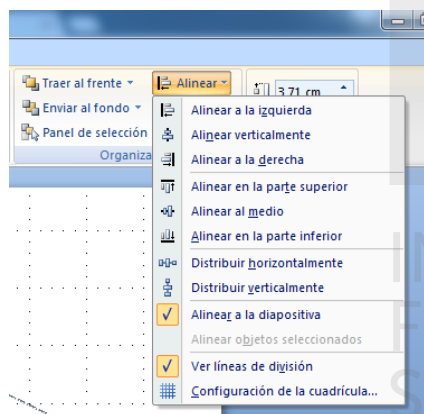 Traer al frente
Alinear
3,71 cm
Enviar al fondo
Panel de selección
Organiza
Alinear a la izquierda
Alinear verticalmente
Alinear a la derecha
Alinear en la parte superior
Alinear al medio
Alinear en la parte inferior
Distribuir horizontalmente
Distribuir verticalmente
Alinear a la diapositiva
Alinear objetos seleccionados
Ver líneas de división
Configuración de la cuadrícula...